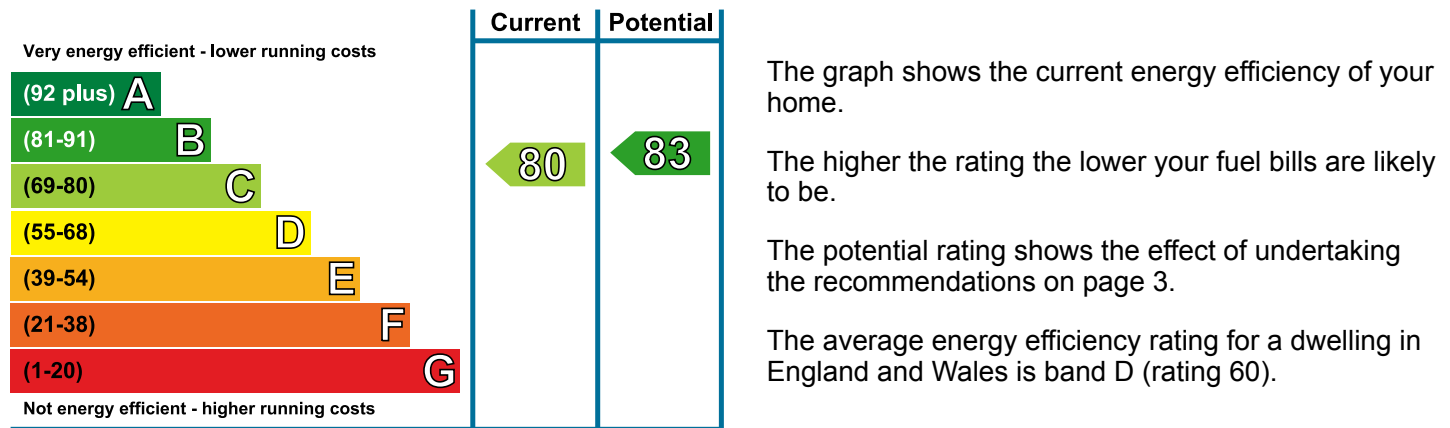 Current Potential
Very energy efficient - lower running costs
(92 plus) A
(81-91) B
(69-80) C
(55-68) D
(39-54) E
(21-38) F
(1-20) G
Not energy efficient - higher running costs
80
83
The graph shows the current energy efficiency of your
home.
The higher the rating the lower your fuel bills are likely
to be.
The potential rating shows the effect of undertaking
the recommendations on page 3.
The average energy efficiency rating for a dwelling in
England and Wales is band D (rating 60).